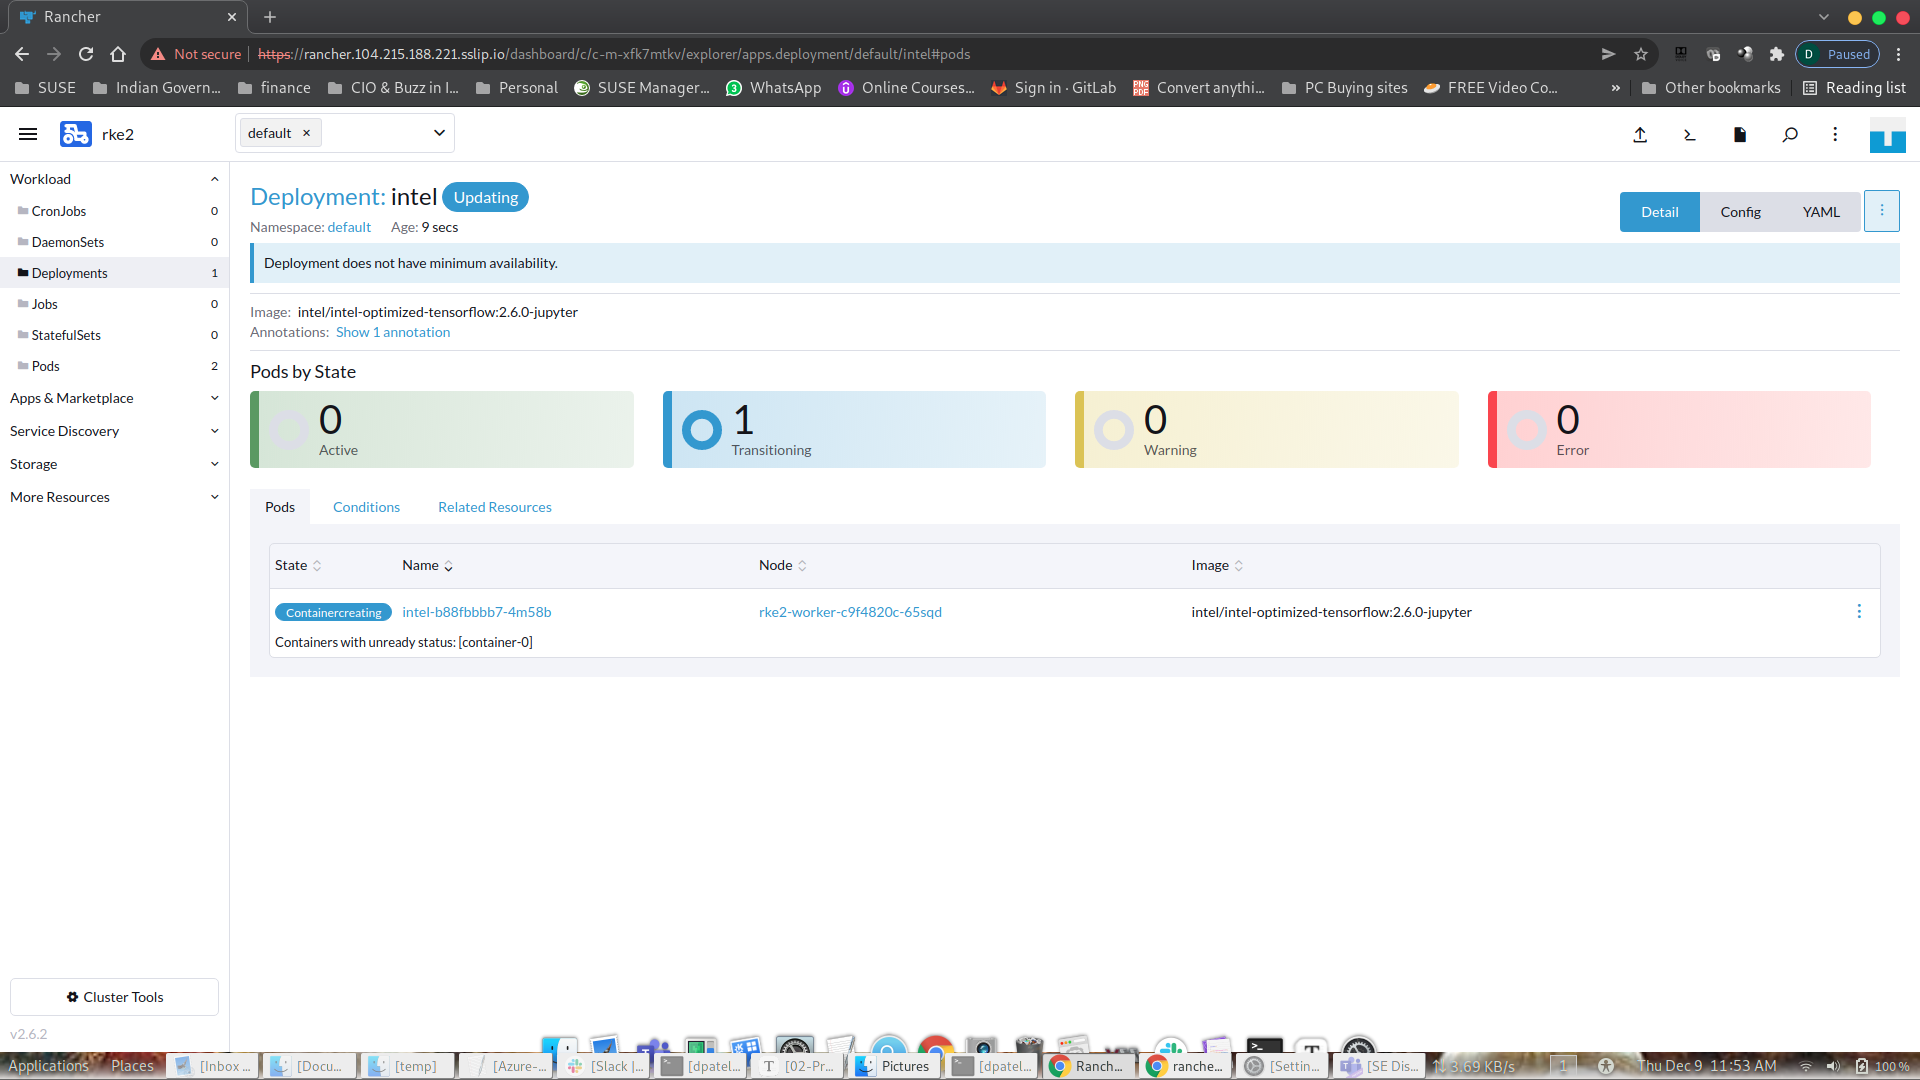 Rancher
Not secure https://rancher.104.215.188.221.sslip.io/dashboard/c/c-m-xfk7mtkv/explorer/apps.deployment/default/intel#pods
D Paused
SUSE Indian Govern... finance CIO & Buzz in I... Personal SUSE Manager... WhatsApp Online Courses... Sign in · GitLab Convert anythi... PC Buying sites FREE Video Co... » Other bookmarks Reading list
rke2 default
Workload
CronJobs 0
DaemonSets 0
Deployments 1
Jobs 0
StatefulSets 0
Pods 2
Apps & Marketplace
Service Discovery
Storage
More Resources
Cluster Tools
v2.6.2
Deployment: intel Updating
Detail Config YAML
Namespace: default Age: 9 secs
Deployment does not have minimum availability.
Image: intel/intel-optimized-tensorflow:2.6.0-jupyter
Annotations: Show 1 annotation
Pods by State
0 Active
1 Transitioning
0 Warning
0 Error
Pods Conditions Related Resources
State Name Node Image
Containercreating intel-b88fbbbb7-4m58b rke2-worker-c9f4820c-65sqd intel/intel-optimized-tensorflow:2.6.0-jupyter
Containers with unready status: [container-0]
Applications Places [Inbox ... [Docu... [temp] [Azure-... [Slack |... [dpatel... [02-Pr... Pictures [dpatel... Ranch... ranche... [Settin... [SE Dis... 3.69 KB/s 1 Thu Dec 9 11:53 AM 100 %